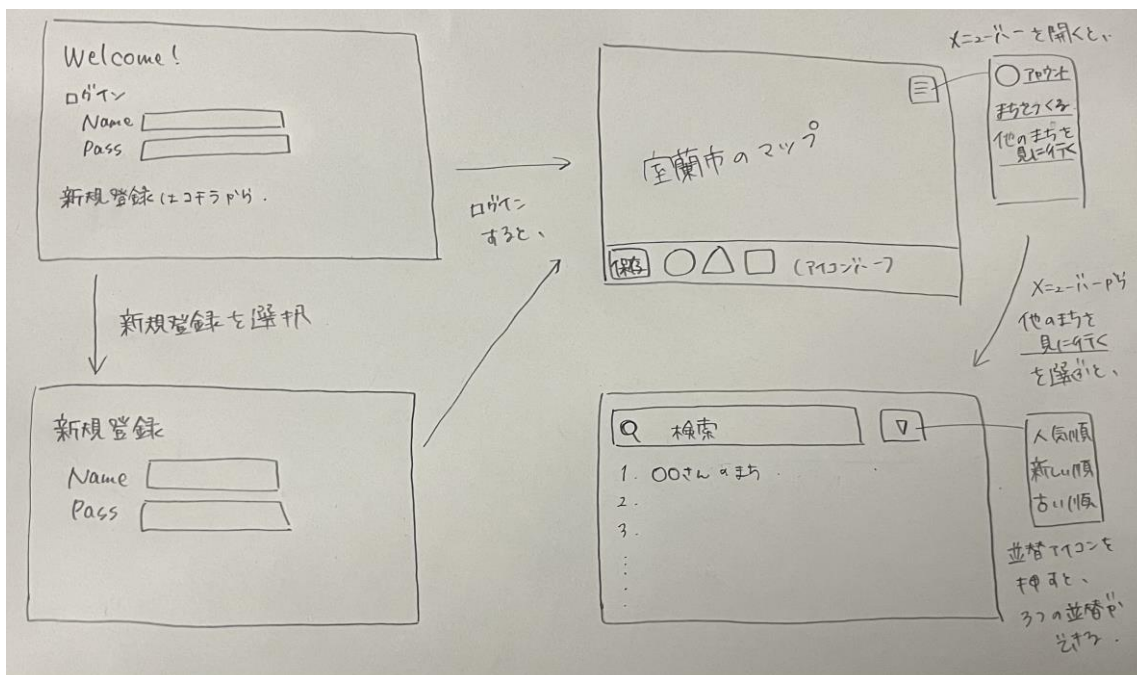 Welcome!
ログイン
Name
Pass
新規登録はコチラから.
新規登録を選択
新規登録
Name
Pass
ログイン
すると、
室蘭市のマップ
保存
(アイコンバー)
メニューバーを開くと、
アカウント
まちをつくる
他のまちを
見に行く
メニューバーから
他のまちを
見に行く
を選ぶと、
検索
1. 〇〇さんのまち
2.
3.
人気順
新しい順
古い順
並替アイコンを
押すと、
3つの並替が
できる.